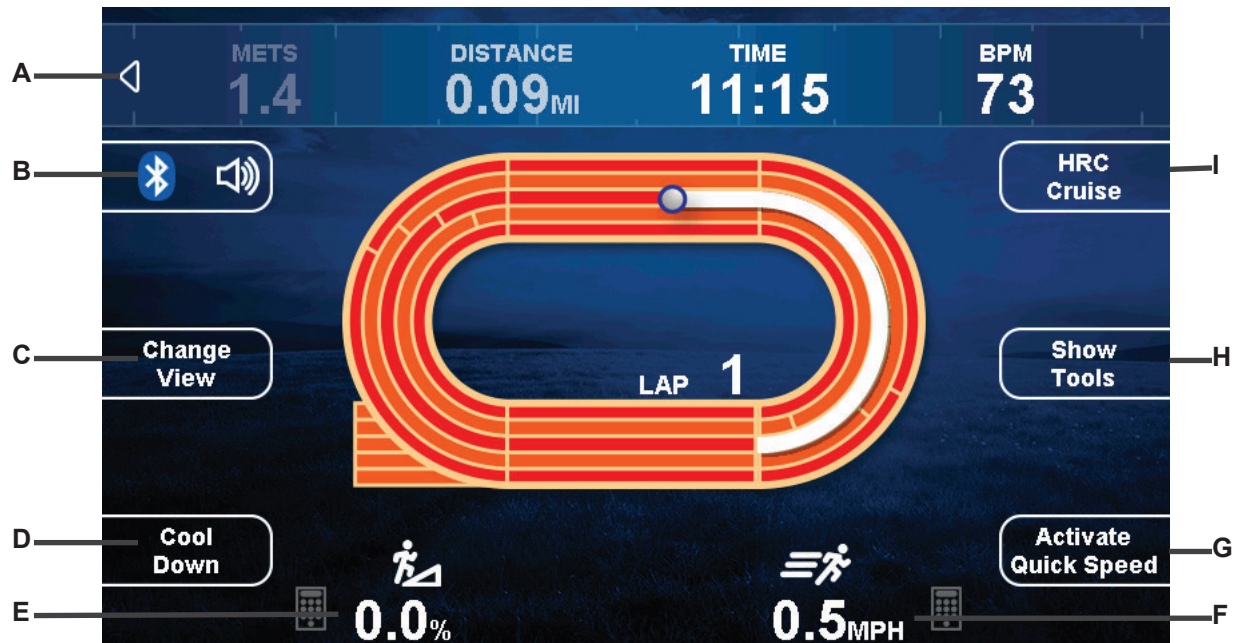 METS DISTANCE TIME BPM
A 1.4 0.09MI 11:15 73
B
HRC
Cruise
I
C
Change
View
LAP 1
Show
Tools
H
D
Cool
Down
Activate
Quick Speed
G
E 0.0% 0.5MPH F